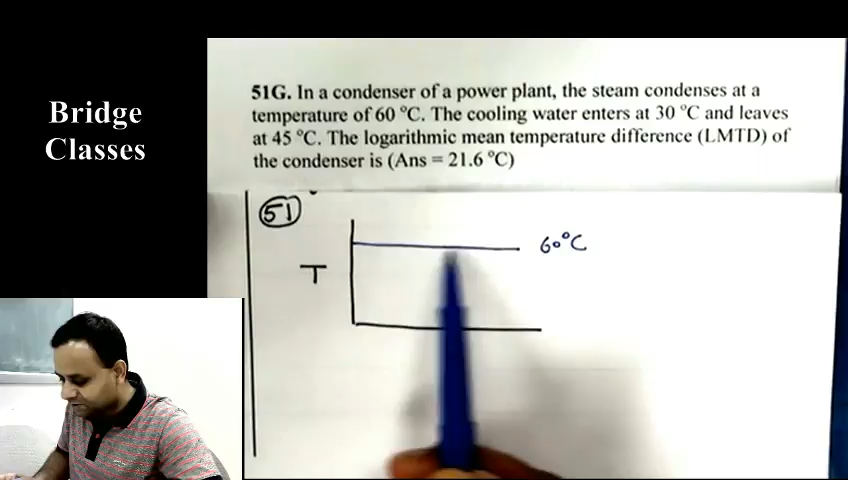 Bridge
Classes
51G. In a condenser of a power plant, the steam condenses at a
temperature of 60 °C. The cooling water enters at 30 °C and leaves
at 45 °C. The logarithmic mean temperature difference (LMTD) of
the condenser is (Ans = 21.6 °C)
51
60°C
T